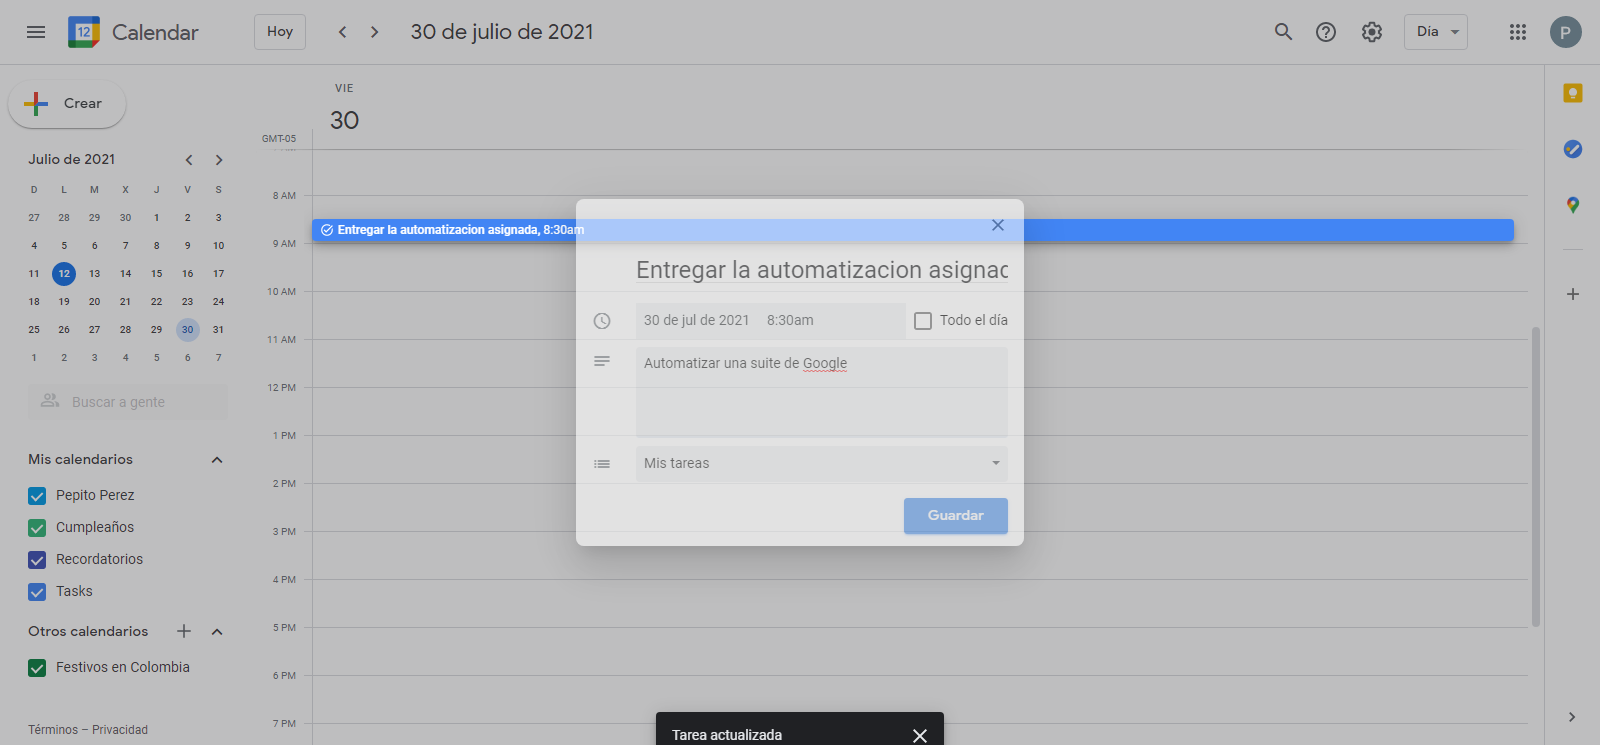 12 Calendar Hoy 30 de julio de 2021 Día P
Crear
VIE
30
GMT-05
Julio de 2021
D L M X J V S
27 28 29 30 1 2 3
4 5 6 7 8 9 10
11 12 13 14 15 16 17
18 19 20 21 22 23 24
25 26 27 28 29 30 31
1 2 3 4 5 6 7
Buscar a gente
Mis calendarios
Pepito Perez
Cumpleaños
Recordatorios
Tasks
Otros calendarios
Festivos en Colombia
Términos – Privacidad
8 AM
Entregar la automatizacion asignada, 8:30am
9 AM
10 AM
11 AM
12 PM
1 PM
2 PM
3 PM
4 PM
5 PM
6 PM
7 PM
Entregar la automatizacion asignac
30 de jul de 2021 8:30am Todo el día
Automatizar una suite de Google
Mis tareas
Guardar
Tarea actualizada